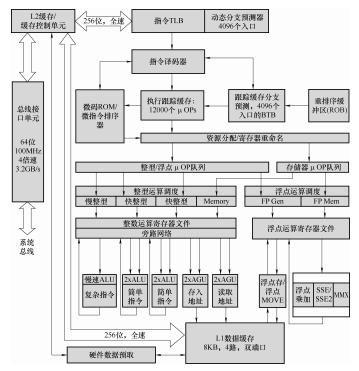 L2缓存/
缓存控制单元
256位，全速
指令TLB
动态分支预测器
4096个入口
指令译码器
总线接
口单元
64位
100MHz
4倍速
3.2GB/s
系统
总线
微码ROM/
微指令排序
器
执行跟踪缓存：
12000个 μ OPs
跟踪缓存分支
预测，4096个
入口的BTB
重排序缓
冲区(ROB)
资源分配/寄存器重命名
整型/浮点 μ OP队列
存储器 μ OP队列
整型运算调度
慢整型
快整型
快整型
Memory
浮点运算调度
FP Gen
FP Mem
整数运算寄存器文件
旁路网络
浮点运算寄存器文件
慢速ALU
复杂指令
2xALU
简单
指令
2xALU
简单
指令
2xAGU
存入
地址
2xAGU
读取
地址
浮点存/
浮点
MOVE
浮点
乘加
SSE/
SSE2
MMX
256位，全速
L1数据缓存
8KB，4路，双端口
硬件数据预取